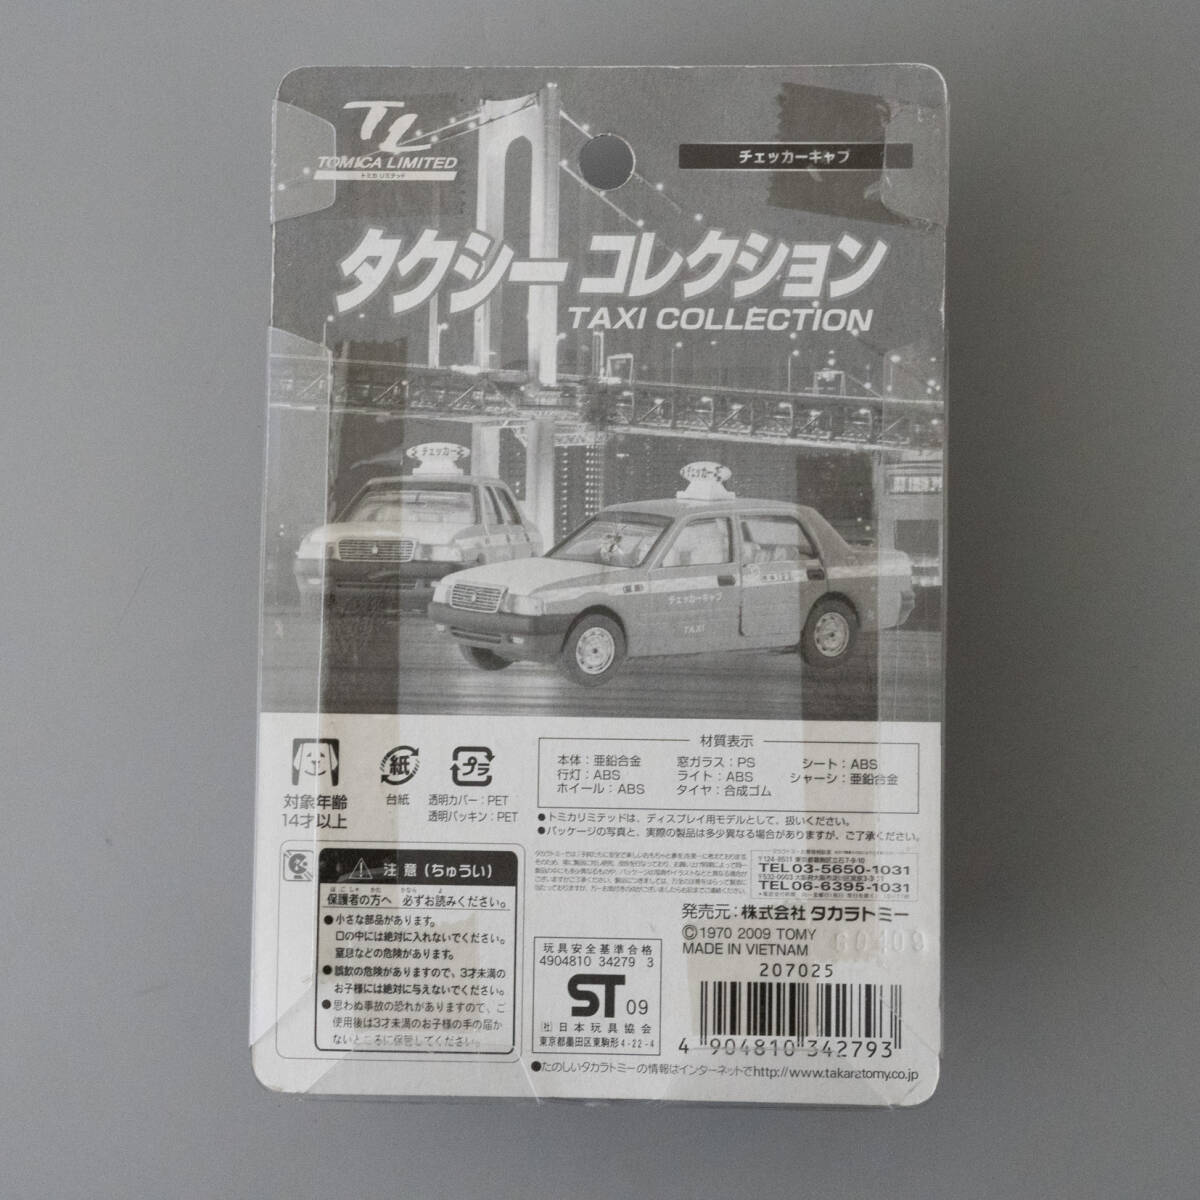 TL
TOMICA LIMITED
トミカ リミテッド
チェッカーキャブ
タクシーコレクション
TAXI COLLECTION
チェッカー
チェッカー
チェッカーキャブ
TAXI
対象年齢
14才以上
紙
台紙
プラ
透明カバー：PET
透明パッキン：PET
材質表示
本体：亜鉛合金 窓ガラス：PS シート：ABS
行灯：ABS ライト：ABS シャーシ：亜鉛合金
ホイール：ABS タイヤ：合成ゴム
●トミカリミテッドは、ディスプレイ用モデルとして、扱いください。
●パッケージの写真と、実際の製品は多少異なる場合がありますが、ご了承ください。
注意（ちゅうい）
保護者の方へ 必ずお読みください。
●小さな部品があります。
口の中には絶対に入れないでください。
窒息などの危険があります。
●誤飲の危険がありますので、3才未満の
お子様には絶対に与えないでください。
●思わぬ事故の恐れがありますので、ご
使用後は3才未満のお子様の手の届か
ないところに保管してください。
〒124-8511 東京都葛飾区立石7-9-10
TEL03-5650-1031
TEL06-6395-1031
発売元：株式会社 タカラトミー
©1970 2009 TOMY
MADE IN VIETNAM
207025
玩具安全基準合格
4904810 34279 3
ST 09
(社)日本玩具協会
東京都墨田区東駒形4-22-4
4 904810 342793
●たのしいタカラトミーの情報はインターネットでhttp://www.takaratomy.co.jp